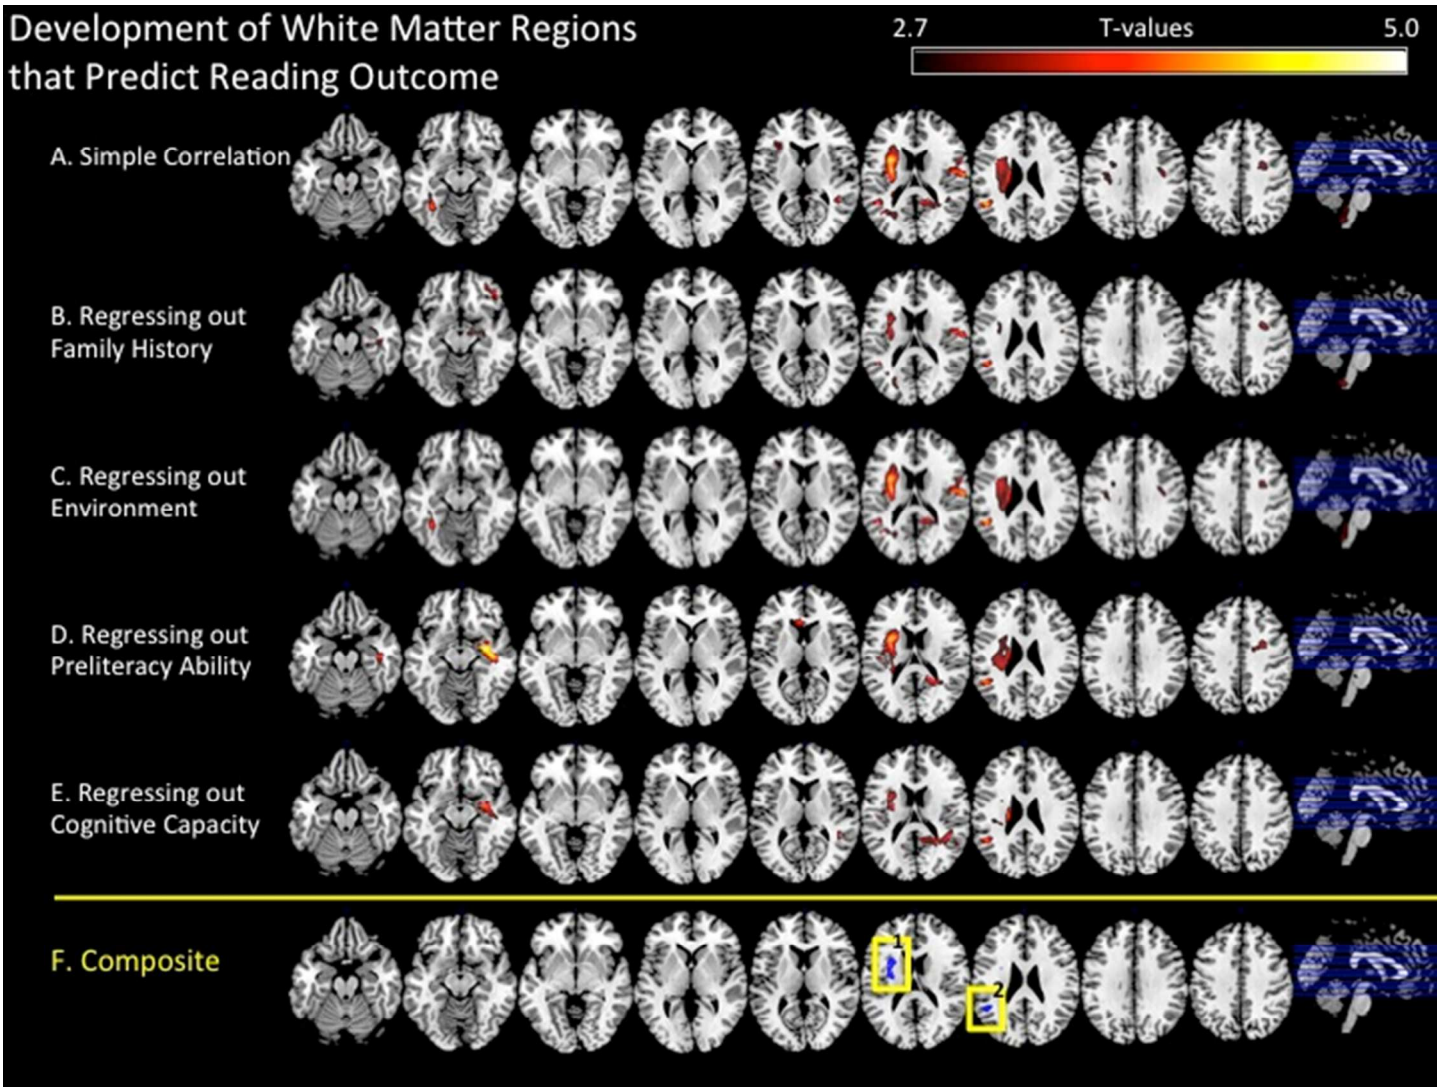 Development of White Matter Regions
that Predict Reading Outcome
2.7 T-values 5.0
A. Simple Correlation
B. Regressing out
Family History
C. Regressing out
Environment
D. Regressing out
Preliteracy Ability
E. Regressing out
Cognitive Capacity
F. Composite
1
2